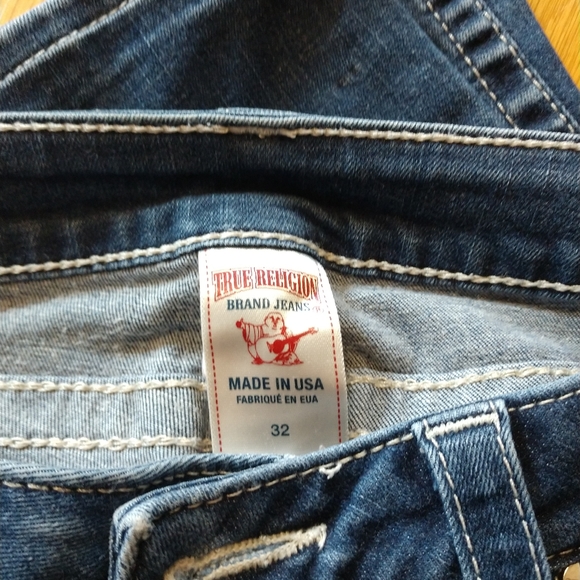 TRUE RELIGION
BRAND JEANS
MADE IN USA
FABRIQUÉ EN EUA
32